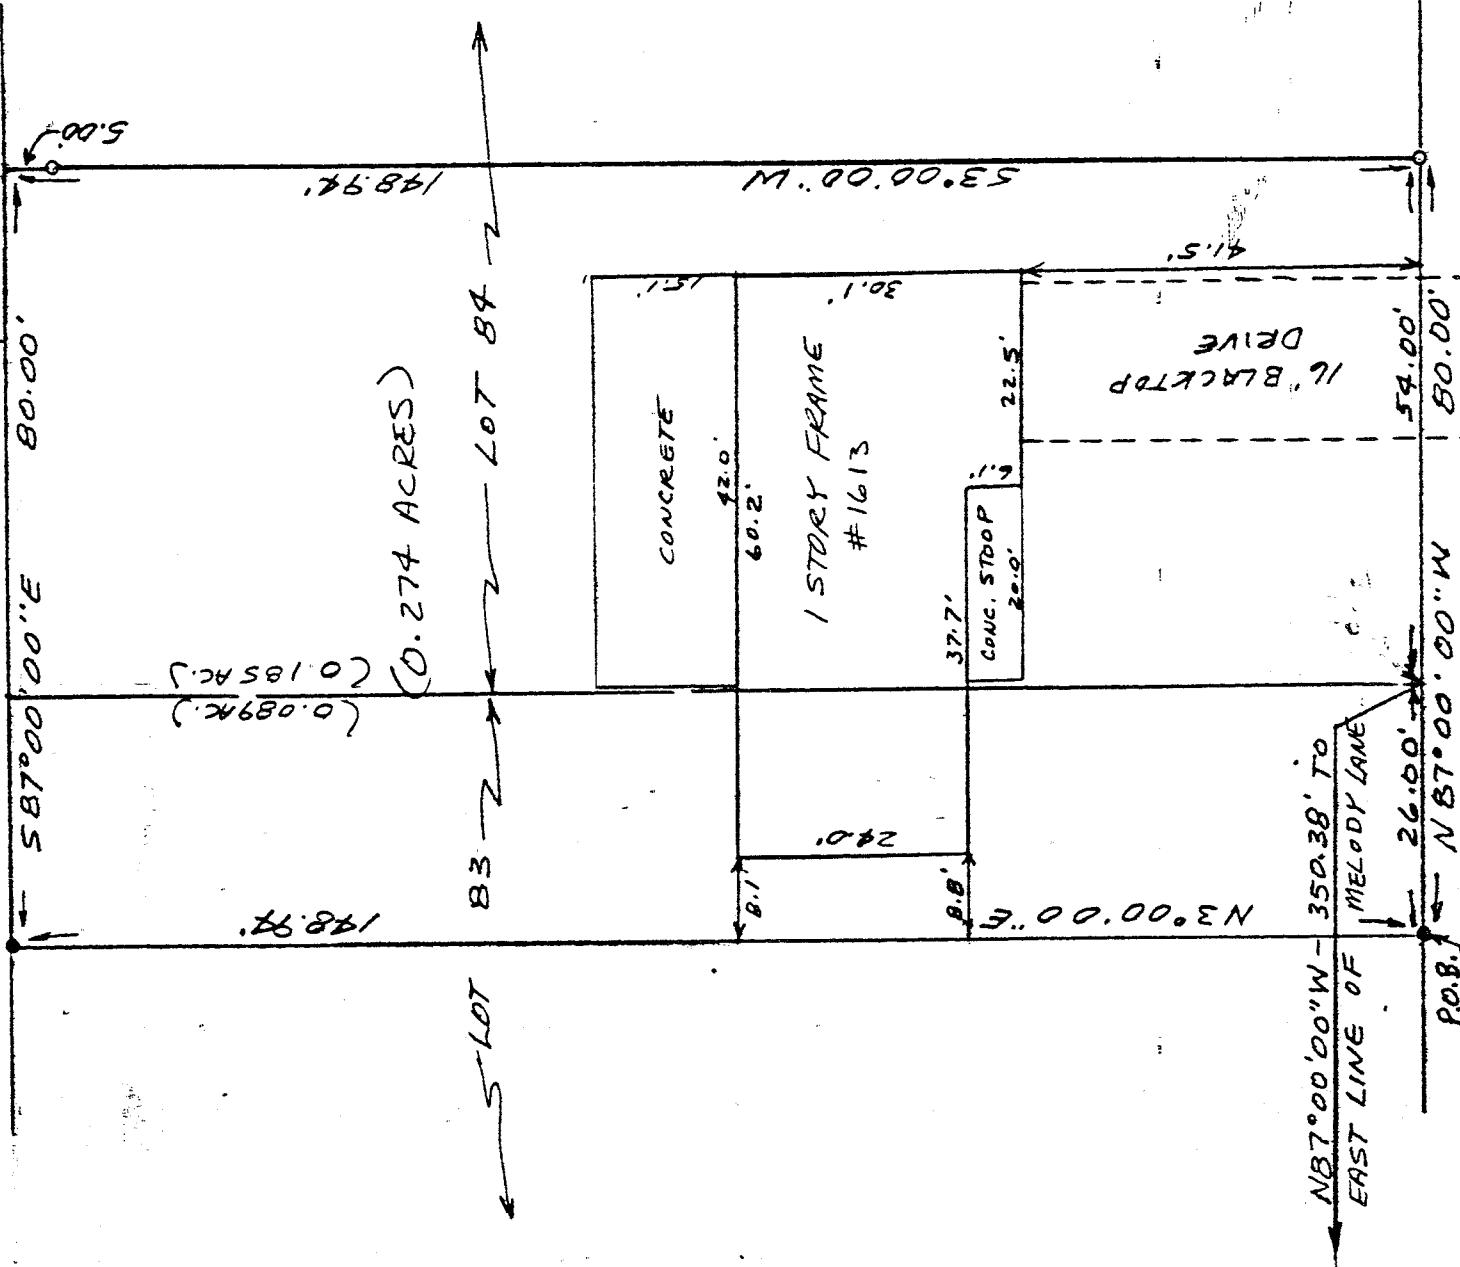 S87°00'00"E 80.00'
5.00'
148.94'
S3°00'00"W
148.94'
N3°00'00"E
(0.185 AC.)
(0.089 AC.)
(0.274 ACRES)
LOT 84
LOT 83
CONCRETE
15.1'
42.0'
60.2'
30.1'
1 STORY FRAME
#1613
22.5'
6.1'
CONC. STOOP
20.0'
37.7'
24.0'
8.1'
8.8'
41.5'
16' BLACKTOP
DRIVE
54.00'
26.00'
N87°00'00"W 80.00'
N87°00'00"W - 350.38' TO
EAST LINE OF MELODY LANE
P.O.B.